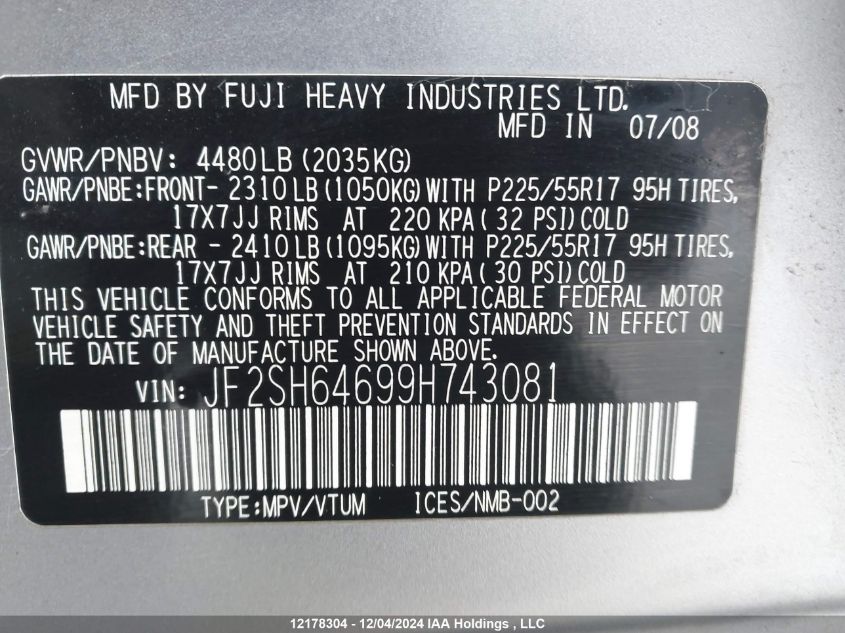 MFD BY FUJI HEAVY INDUSTRIES LTD.
MFD IN 07/08
GVWR/PNBV: 4480LB (2035KG)
GAWR/PNBE:FRONT- 2310LB (1050KG) WITH P225/55R17 95H TIRES,
17X7JJ RIMS AT 220 KPA ( 32 PSI) COLD
GAWR/PNBE:REAR - 2410LB (1095KG) WITH P225/55R17 95H TIRES,
17X7JJ RIMS AT 210 KPA ( 30 PSI) COLD
THIS VEHICLE CONFORMS TO ALL APPLICABLE FEDERAL MOTOR
VEHICLE SAFETY AND THEFT PREVENTION STANDARDS IN EFFECT ON
THE DATE OF MANUFACTURE SHOWN ABOVE.
VIN: JF2SH64699H743081
TYPE:MPV/VTUM ICES/NMB-002
12178304 - 12/04/2024 IAA Holdings , LLC